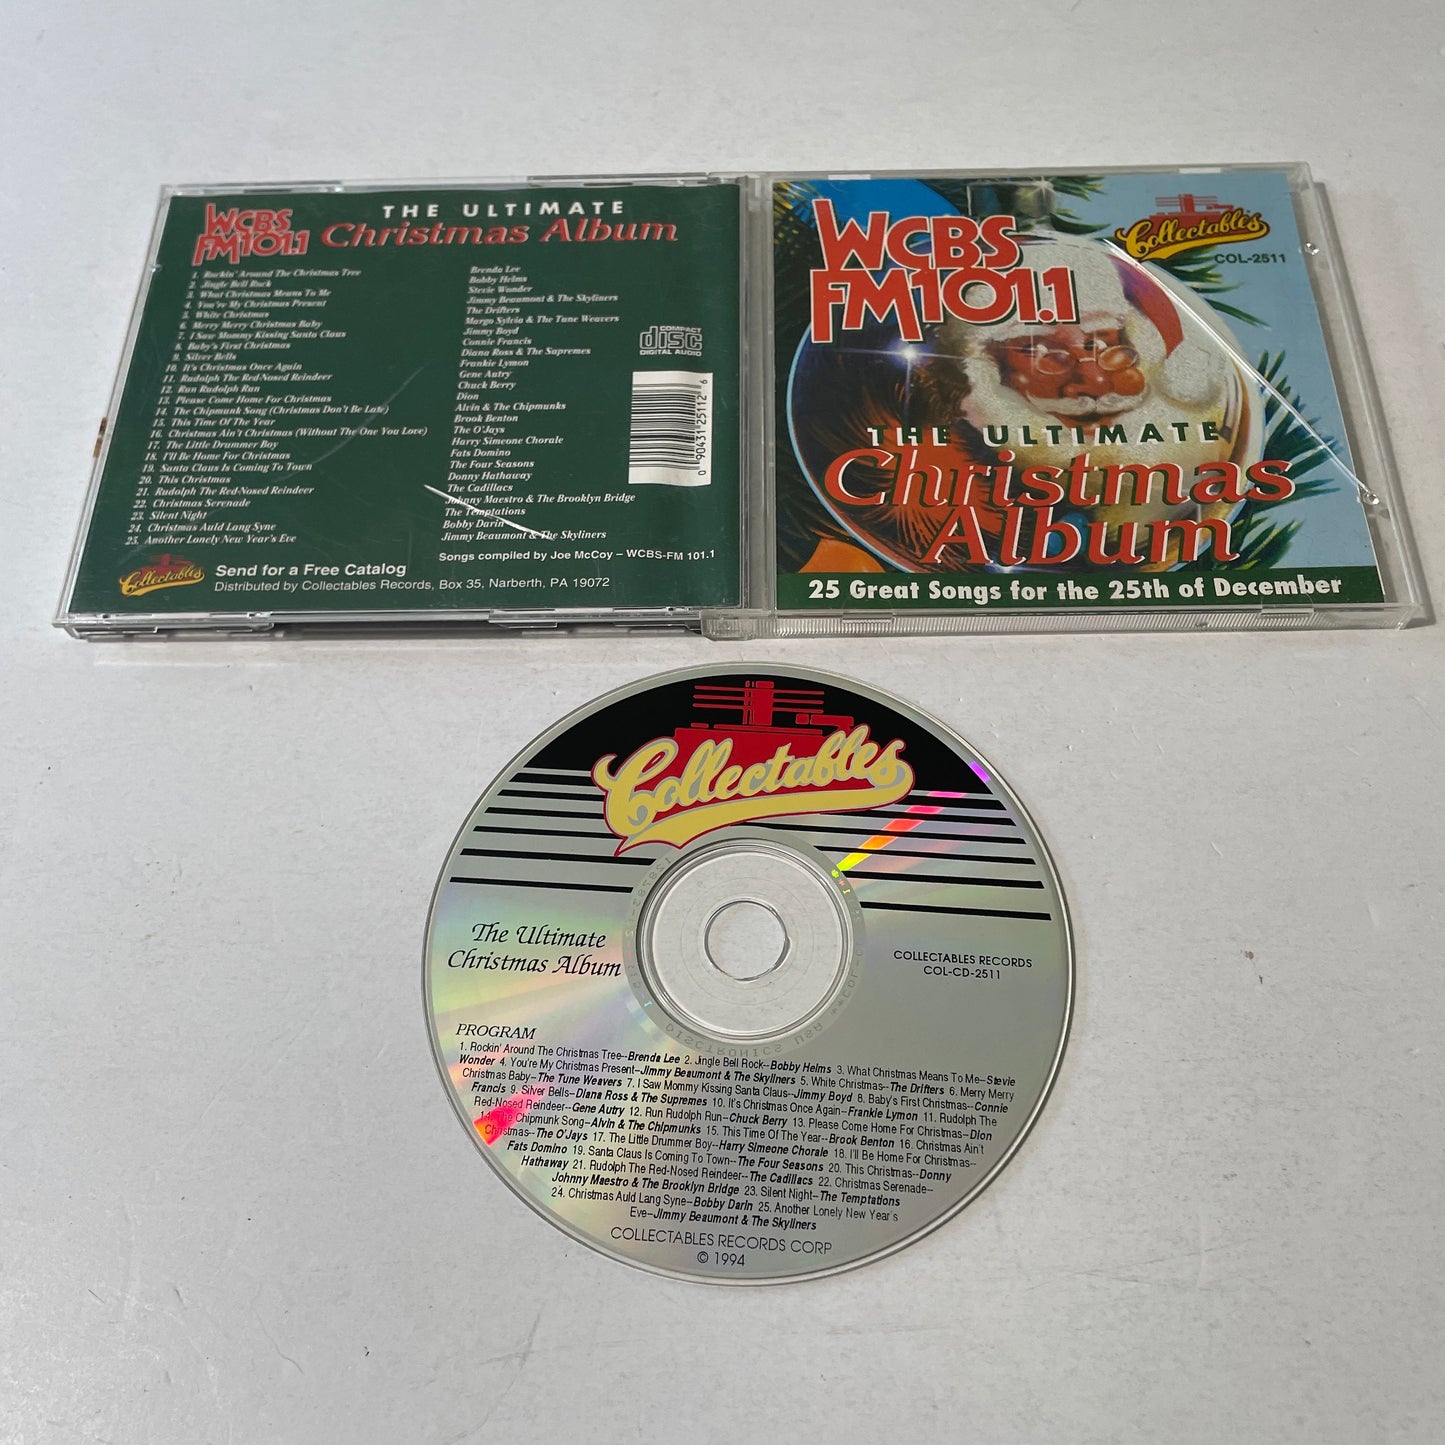 WCBS
FM101.1
THE ULTIMATE
Christmas Album
1. Rockin' Around The Christmas Tree
2. Jingle Bell Rock
3. What Christmas Means To Me
4. You're My Christmas Present
5. White Christmas
6. Merry Merry Christmas Baby
7. I Saw Mommy Kissing Santa Claus
8. Baby's First Christmas
9. Silver Bells
10. It's Christmas Once Again
11. Rudolph The Red-Nosed Reindeer
12. Run Rudolph Run
13. Please Come Home For Christmas
14. The Chipmunk Song (Christmas Don't Be Late)
15. This Time Of The Year
16. Christmas Ain't Christmas (Without The One You Love)
17. The Little Drummer Boy
18. I'll Be Home For Christmas
19. Santa Claus Is Coming To Town
20. This Christmas
21. Rudolph The Red-Nosed Reindeer
22. Christmas Serenade
23. Silent Night
24. Christmas Auld Lang Syne
25. Another Lonely New Year's Eve
Brenda Lee
Bobby Helms
Stevie Wonder
Jimmy Beaumont & The Skyliners
The Drifters
Margo Sylvia & The Tune Weavers
Jimmy Boyd
Connie Francis
Diana Ross & The Supremes
Frankie Lymon
Gene Autry
Chuck Berry
Dion
Alvin & The Chipmunks
Brook Benton
The O'Jays
Harry Simeone Chorale
Fats Domino
The Four Seasons
Donny Hathaway
The Cadillacs
Johnny Maestro & The Brooklyn Bridge
The Temptations
Bobby Darin
Jimmy Beaumont & The Skyliners
COMPACT
disc
DIGITAL AUDIO
0 90431 25112 6
Songs compiled by Joe McCoy – WCBS-FM 101.1
Collectables
Send for a Free Catalog
Distributed by Collectables Records, Box 35, Narberth, PA 19072
WCBS
FM101.1
Collectables
COL-2511
THE ULTIMATE
Christmas
Album
25 Great Songs for the 25th of December
Collectables
The Ultimate
Christmas Album
COLLECTABLES RECORDS
COL-CD-2511
DISCTRONICS USA
PROGRAM
1. Rockin' Around The Christmas Tree--Brenda Lee 2. Jingle Bell Rock--Bobby Helms 3. What Christmas Means To Me--Stevie
Wonder 4. You're My Christmas Present--Jimmy Beaumont & The Skyliners 5. White Christmas--The Drifters 6. Merry Merry
Christmas Baby--The Tune Weavers 7. I Saw Mommy Kissing Santa Claus--Jimmy Boyd 8. Baby's First Christmas--Connie
Francis 9. Silver Bells--Diana Ross & The Supremes 10. It's Christmas Once Again--Frankie Lymon 11. Rudolph The
Red-Nosed Reindeer--Gene Autry 12. Run Rudolph Run--Chuck Berry 13. Please Come Home For Christmas--Dion
14. The Chipmunk Song--Alvin & The Chipmunks 15. This Time Of The Year--Brook Benton 16. Christmas Ain't
Christmas--The O'Jays 17. The Little Drummer Boy--Harry Simeone Chorale 18. I'll Be Home For Christmas--
Fats Domino 19. Santa Claus Is Coming To Town--The Four Seasons 20. This Christmas--Donny
Hathaway 21. Rudolph The Red-Nosed Reindeer--The Cadillacs 22. Christmas Serenade--
Johnny Maestro & The Brooklyn Bridge 23. Silent Night--The Temptations
24. Christmas Auld Lang Syne--Bobby Darin 25. Another Lonely New Year's
Eve--Jimmy Beaumont & The Skyliners
COLLECTABLES RECORDS CORP
© 1994